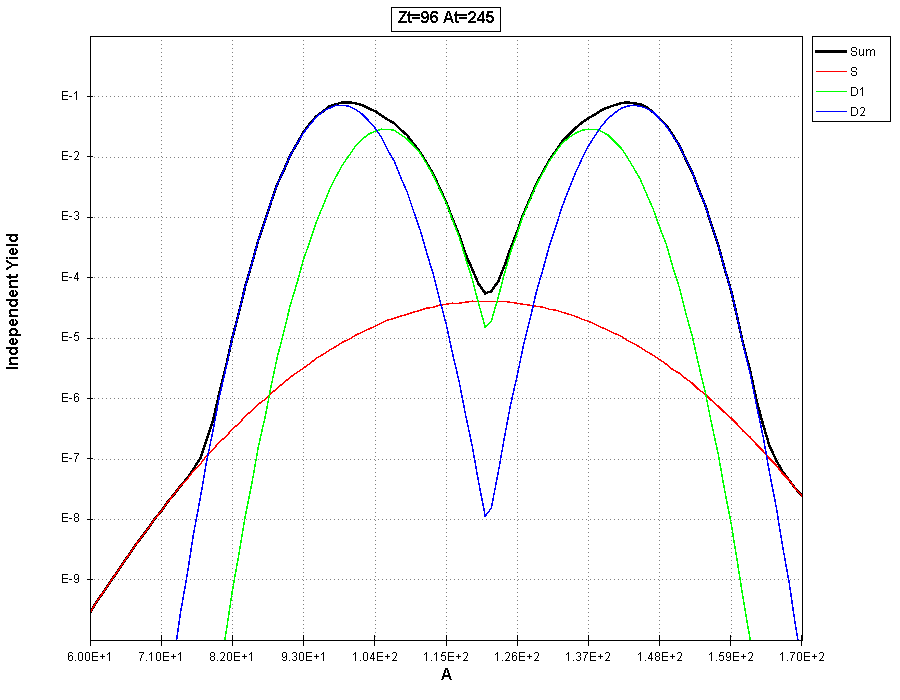 Zt=96 At=245
Sum
S
D1
D2
Independent Yield
E-1
E-2
E-3
E-4
E-5
E-6
E-7
E-8
E-9
6.00E+1 7.10E+1 8.20E+1 9.30E+1 1.04E+2 1.15E+2 1.26E+2 1.37E+2 1.48E+2 1.59E+2 1.70E+2
A